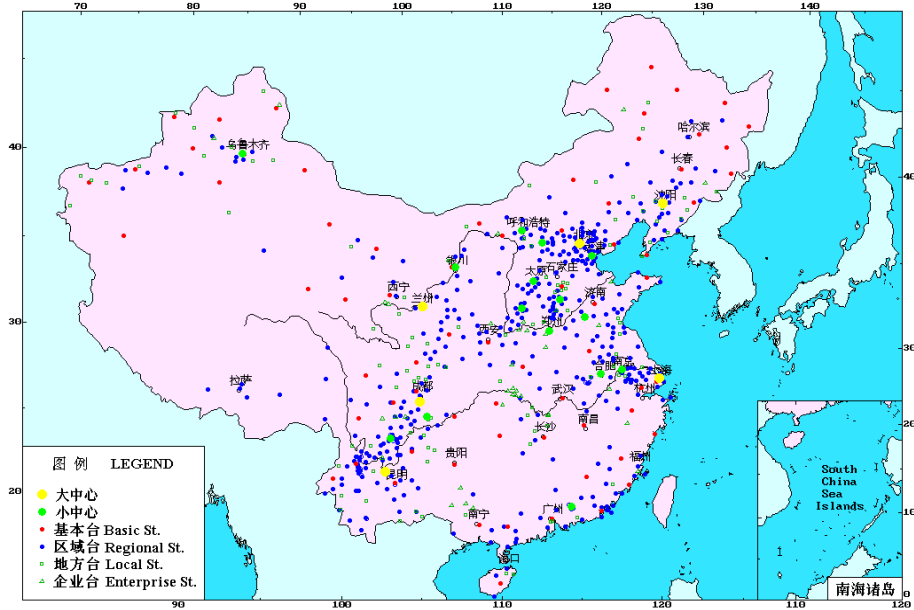 80
90
100
110
120
130
140
哈尔滨
乌鲁木齐
40
长春
40
沈阳
呼和浩特
北京
天津
银川
太原
石家庄
西宁
济南
兰州
30
郑州
西安
30
南京
合肥
上海
拉萨
成都
武汉
杭州
南昌
长沙
20
贵阳
福州
图 例 LEGEND
South
China
Sea
Islands
昆明
20
大中心
小中心
广州
南宁
10
基本台 Basic St.
区域台 Regional St.
地方台 Local St.
海口
企业台 Enterprise St.
南海诸岛
0
90
100
110
120